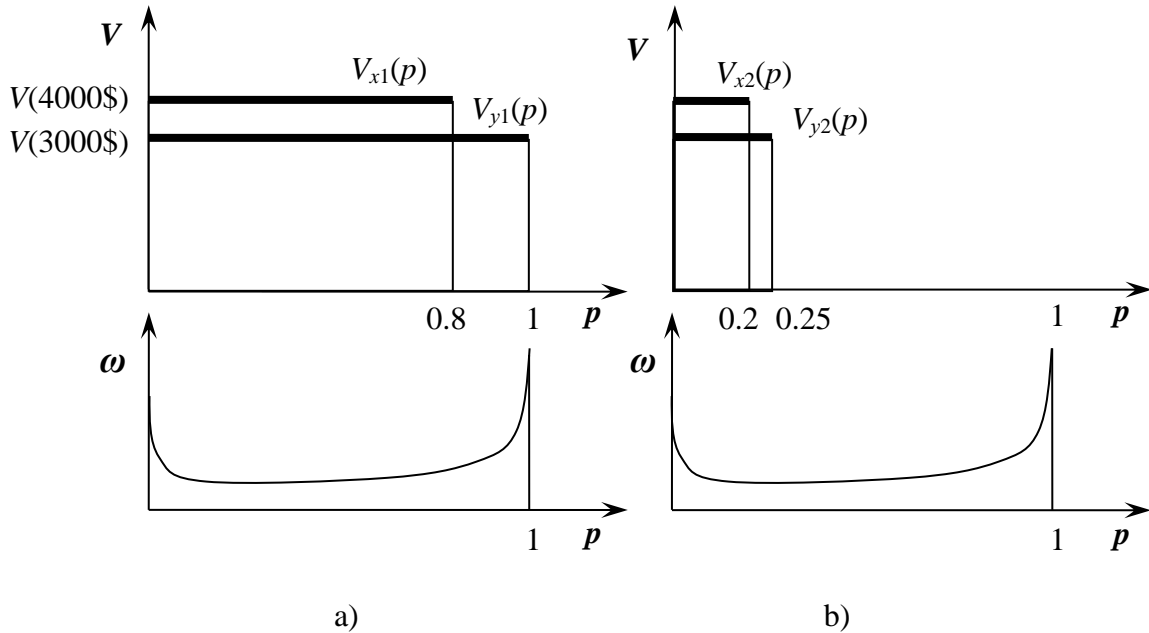 V
V(4000$)
V(3000$)
Vx1(p)
Vy1(p)
0.8
1
p
V
Vx2(p)
Vy2(p)
0.2
0.25
1
p
ω
1
p
ω
1
p
a)
b)